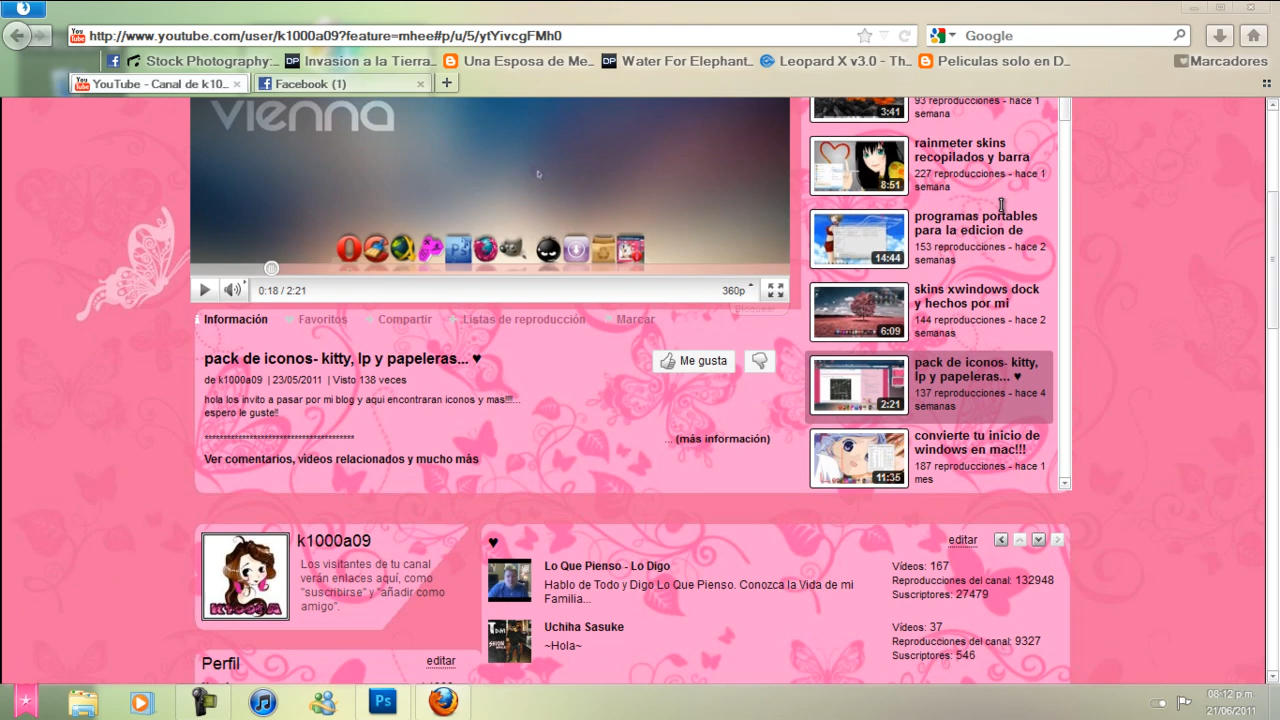 http://www.youtube.com/user/k1000a09?feature=mhee#p/u/5/ytYivcgFMh0
Google
Stock Photography:... Invasion a la Tierra... Una Esposa de Me... Water For Elephant... Leopard X v3.0 - Th... Peliculas solo en D... Marcadores
YouTube - Canal de k10... Facebook (1)
vienna
93 reproducciones - hace 1
semana
3:41
rainmeter skins
recopilados y barra
227 reproducciones - hace 1
semana
8:51
programas portables
para la edicion de
153 reproducciones - hace 2
semanas
14:44
skins xwindows dock
y hechos por mi
144 reproducciones - hace 2
semanas
6:09
pack de iconos- kitty,
lp y papeleras... ♥
137 reproducciones - hace 4
semanas
2:21
convierte tu inicio de
windows en mac!!!
187 reproducciones - hace 1
mes
11:35
0:18 / 2:21
360p
Información Favoritos Compartir Listas de reproducción Marcar
pack de iconos- kitty, lp y papeleras... ♥
Me gusta
de k1000a09 | 23/05/2011 | Visto 138 veces
hola los invito a pasar por mi blog y aqui encontraran iconos y mas!!!...
espero le guste!!
... (más información)
Ver comentarios, videos relacionados y mucho más
k1000a09
Los visitantes de tu canal
verán enlaces aquí, como
"suscribirse" y "añadir como
amigo".
Perfil editar
♥ editar
Lo Que Pienso - Lo Digo
Hablo de Todo y Digo Lo Que Pienso. Conozca la Vida de mi
Familia...
Vídeos: 167
Reproducciones del canal: 132948
Suscriptores: 27479
Uchiha Sasuke
~Hola~
Vídeos: 37
Reproducciones del canal: 9327
Suscriptores: 546
Ps
08:12 p.m.
21/06/2011